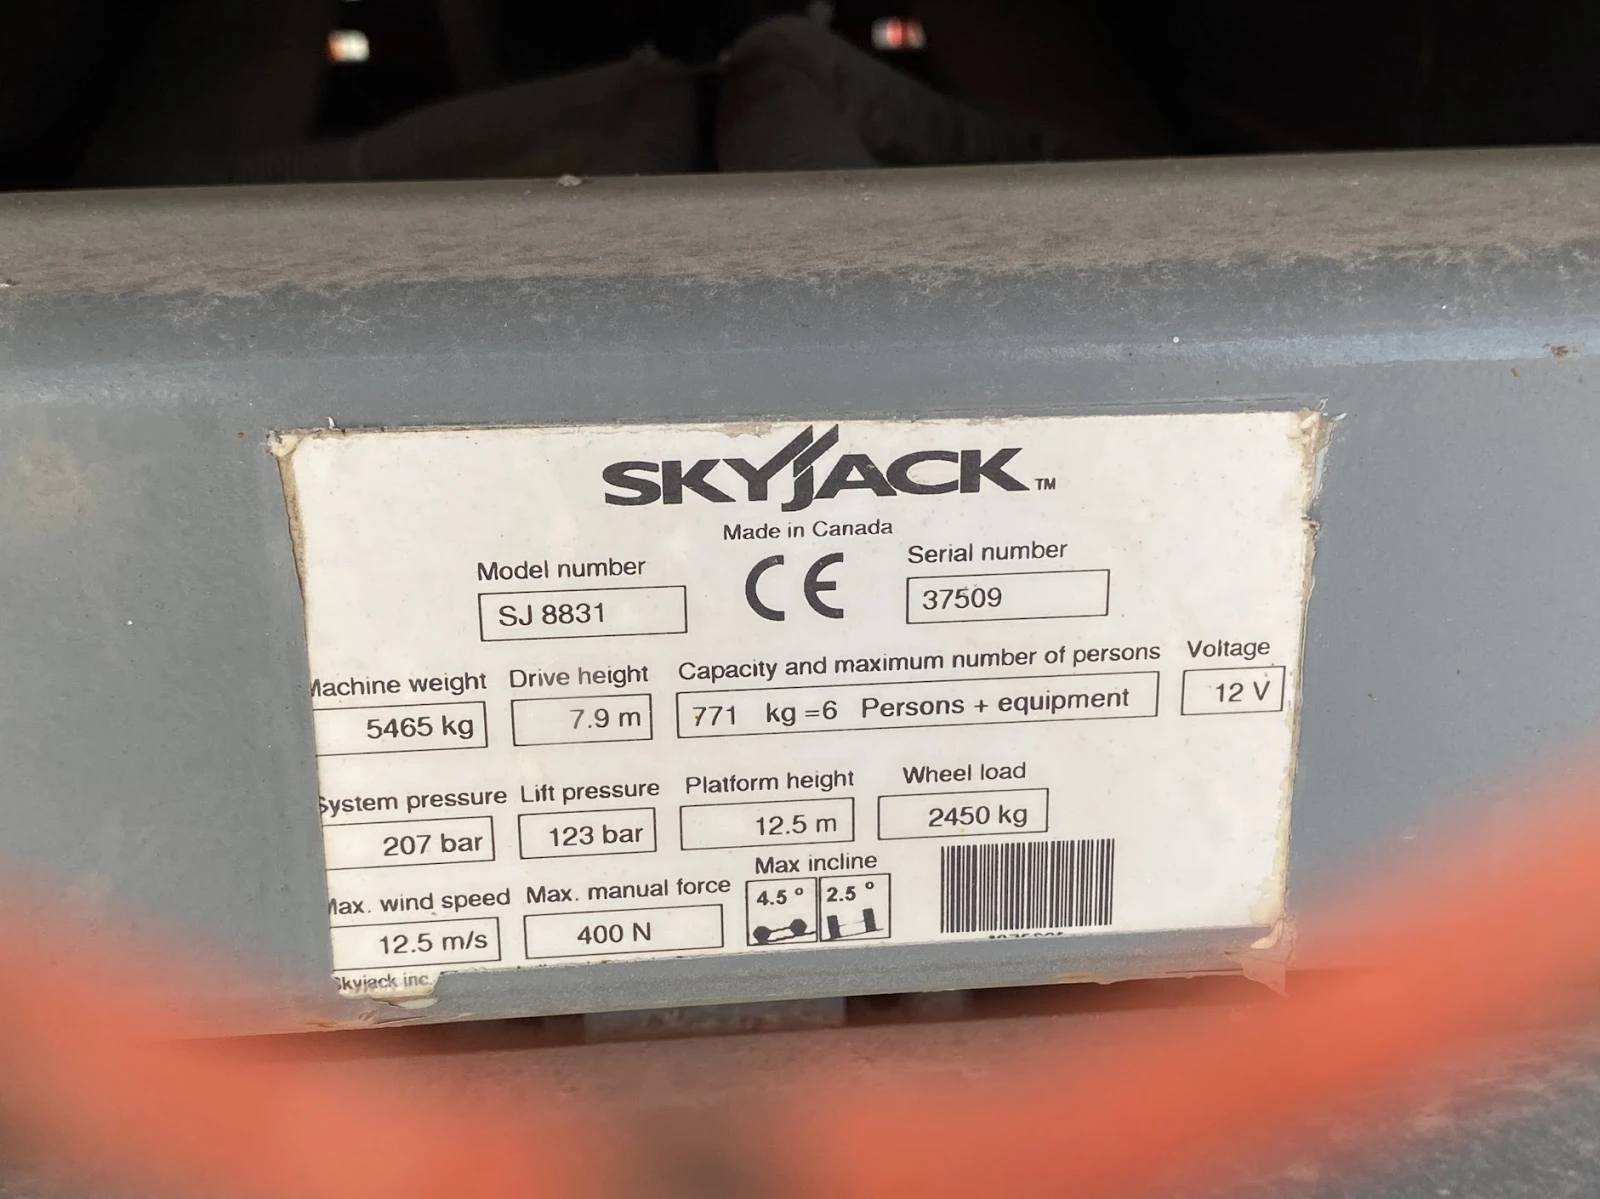 SKYJACK™
Made in Canada
Model number CE Serial number
SJ 8831 37509
Machine weight Drive height Capacity and maximum number of persons Voltage
5465 kg 7.9 m 771 kg =6 Persons + equipment 12 V
System pressure Lift pressure Platform height Wheel load
207 bar 123 bar 12.5 m 2450 kg
Max. wind speed Max. manual force Max incline
12.5 m/s 400 N 4.5 ° 2.5 °
Skyjack inc.